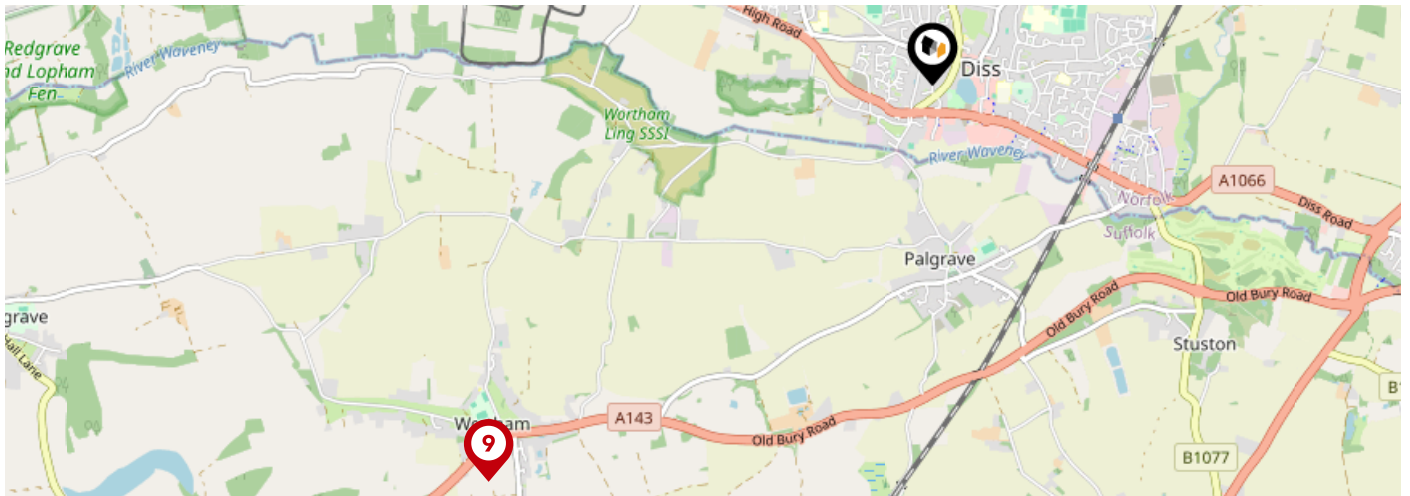 High Road
Redgrave
nd Lopham
Fen
River Waveney
Diss
Wortham
Ling SSSI
River Waveney
A1066
Norfolk
Suffolk
Diss Road
Palgrave
Old Bury Road
Old Bury Road
grave
Hall Lane
Stuston
A143
Old Bury Road
9
B1077